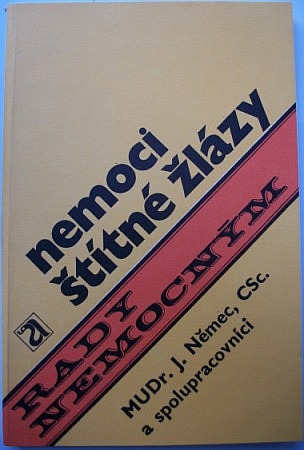 nemoci
štítné žlázy
RADY
NEMOCNÝM
MUDr. J. Němec, CSc.
a spolupracovníci